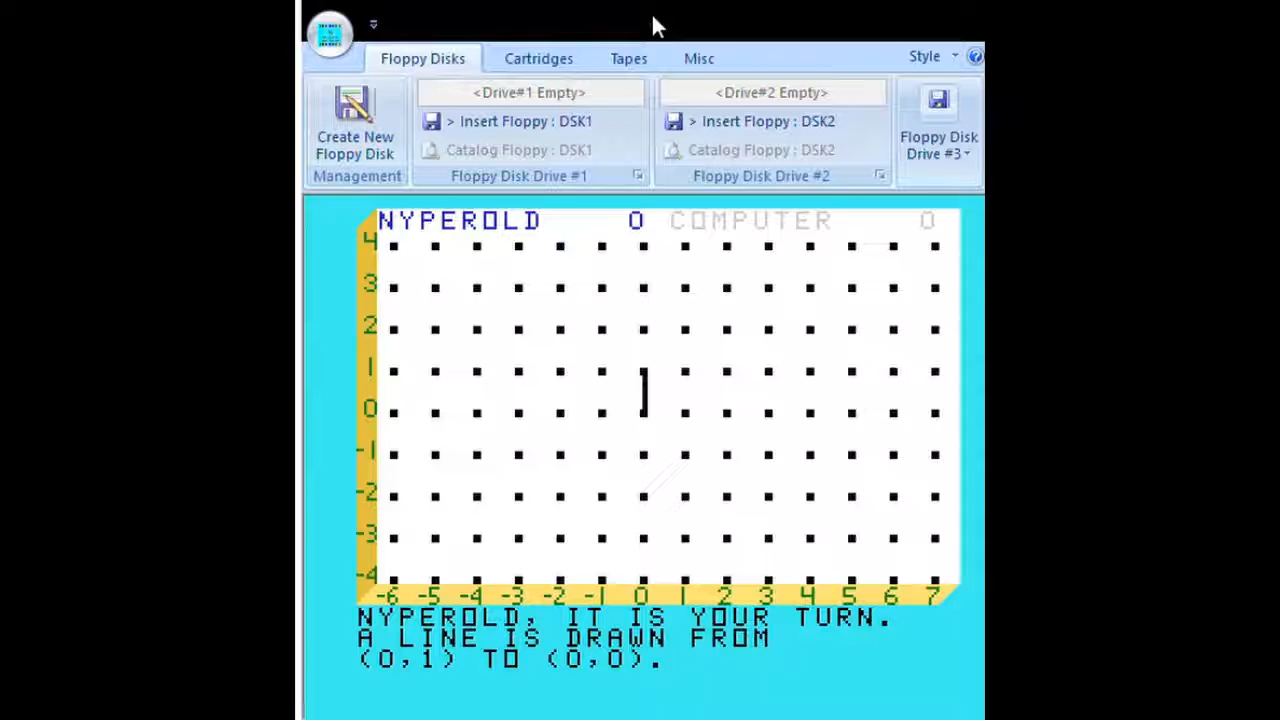 Floppy Disks Cartridges Tapes Misc Style
<Drive#1 Empty> <Drive#2 Empty>
> Insert Floppy : DSK1 > Insert Floppy : DSK2
Create New Floppy Disk
Catalog Floppy : DSK1 Catalog Floppy : DSK2
Floppy Disk Drive #3
Management Floppy Disk Drive #1 Floppy Disk Drive #2
NYPEROLD 0 COMPUTER 0
4
3
2
1
0
-1
-2
-3
-4
-6 -5 -4 -3 -2 -1 0 1 2 3 4 5 6 7
NYPEROLD, IT IS YOUR TURN.
A LINE IS DRAWN FROM
(0,1) TO (0,0).